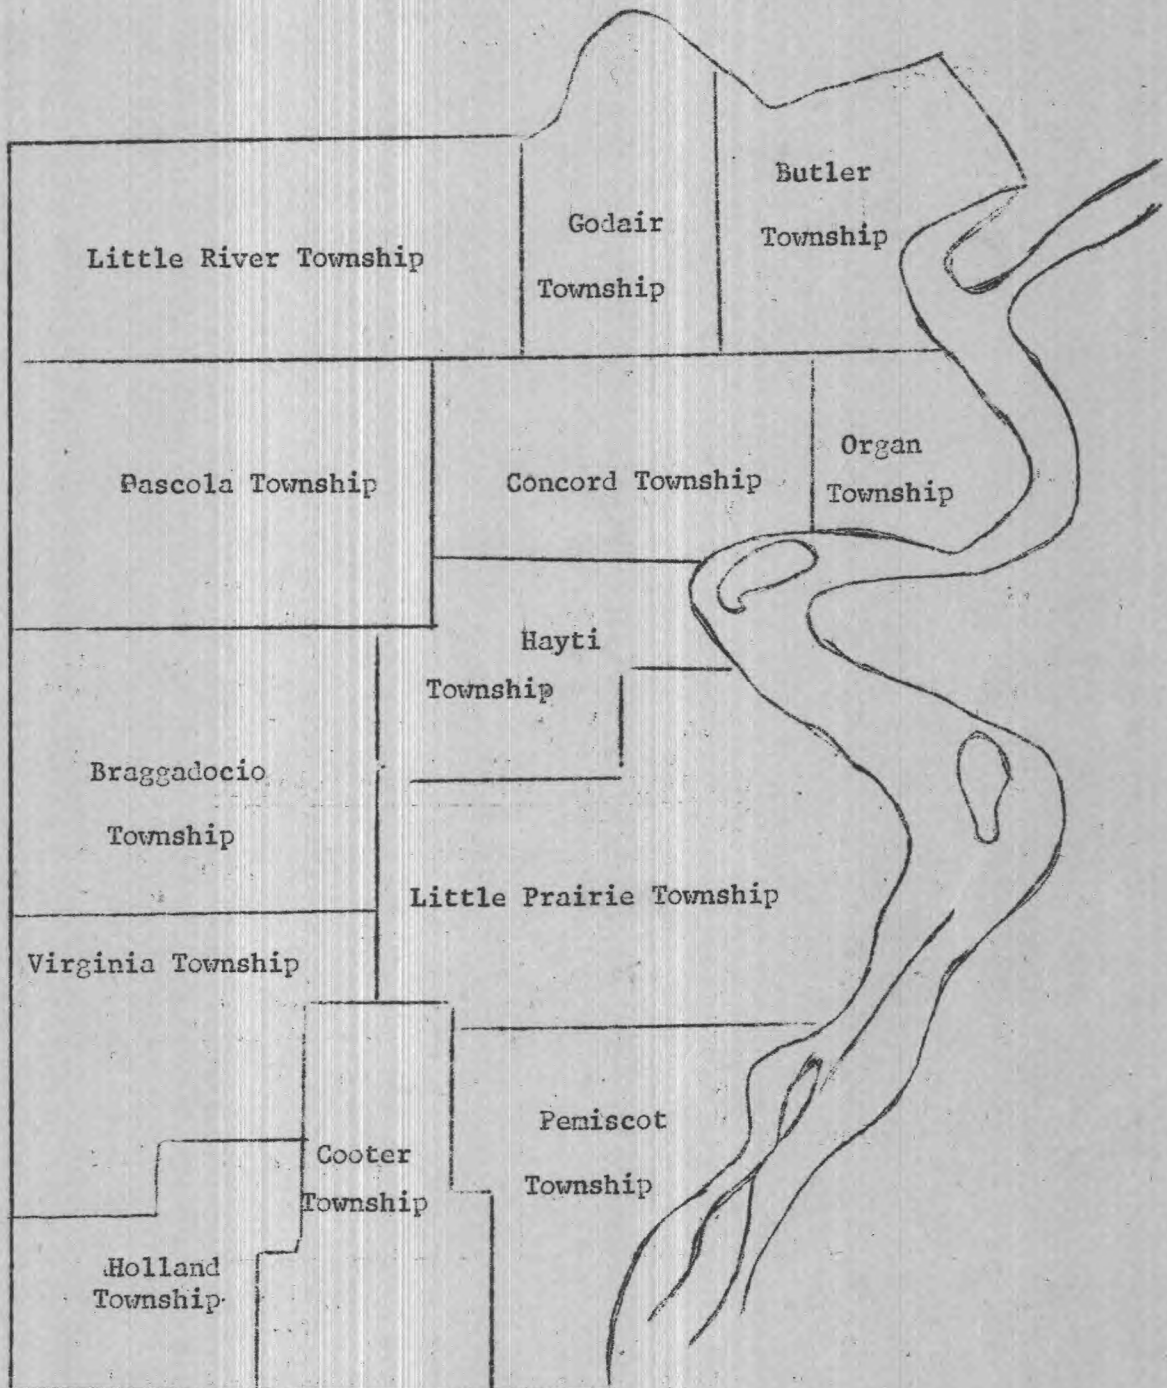 Butler
Township
Godair
Township
Little River Township
Pascola Township
Concord Township
Organ
Township
Hayti
Township
Braggadocio
Township
Little Prairie Township
Virginia Township
Pemiscot
Township
Cooter
Township
Holland
Township